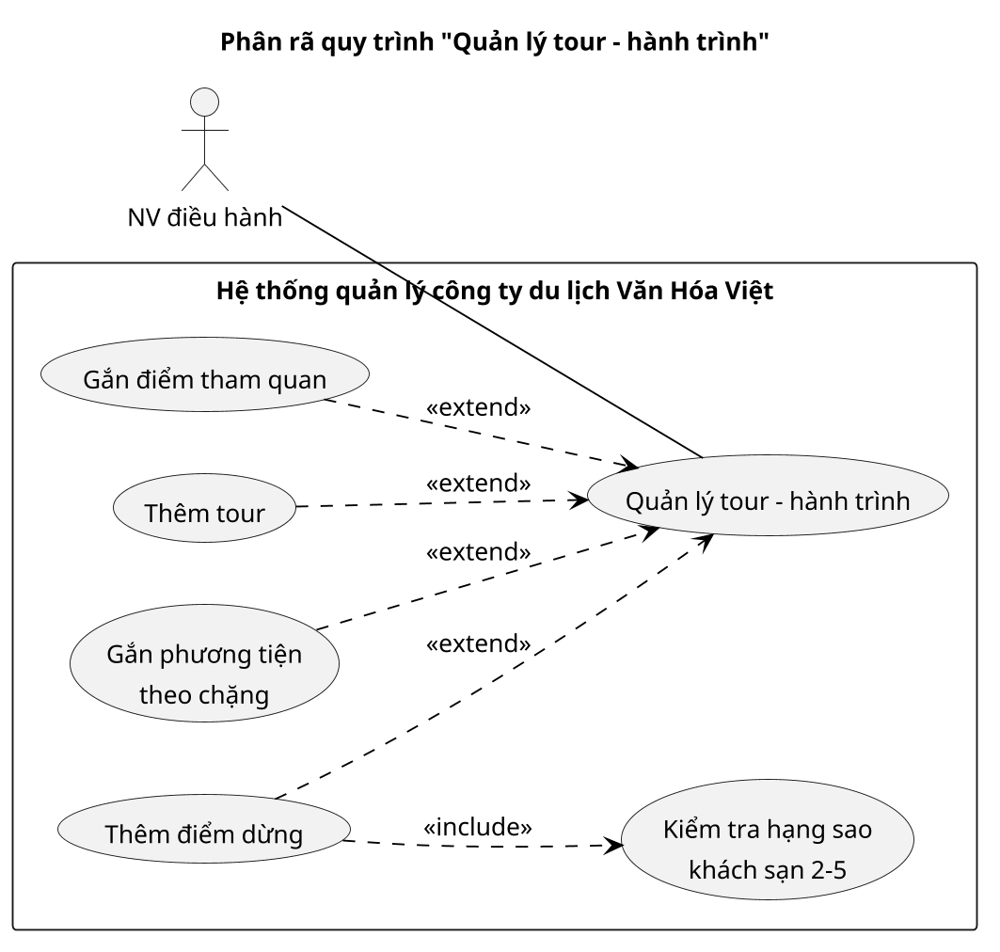 Phân rã quy trình "Quản lý tour - hành trình"
NV điều hành
Hệ thống quản lý công ty du lịch Văn Hóa Việt
Gắn điểm tham quan
«extend»
Thêm tour
«extend»
Quản lý tour - hành trình
«extend»
Gắn phương tiện
theo chặng
«extend»
Thêm điểm dừng
«include»
Kiểm tra hạng sao
khách sạn 2-5